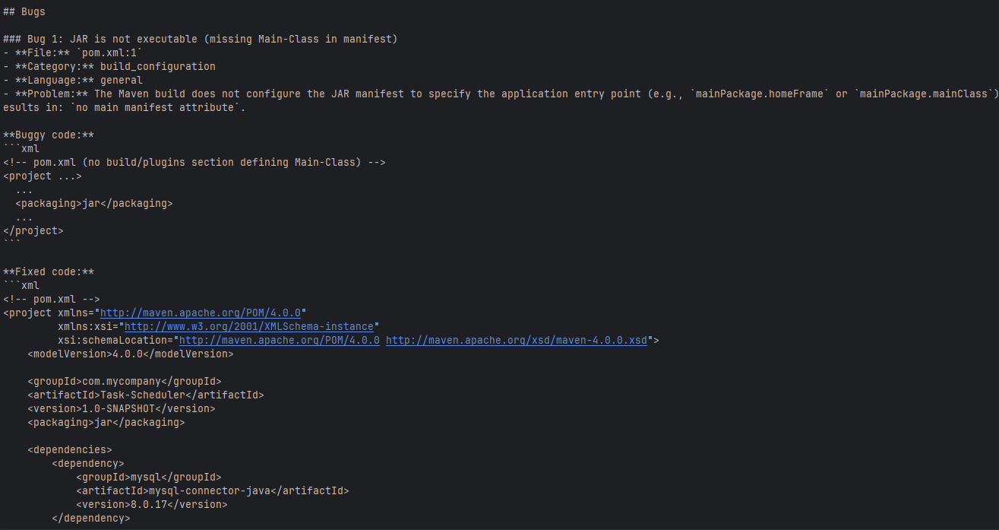 ## Bugs
### Bug 1: JAR is not executable (missing Main-Class in manifest)
- **File:** `pom.xml:1`
- **Category:** build_configuration
- **Language:** general
- **Problem:** The Maven build does not configure the JAR manifest to specify the application entry point (e.g., `mainPackage.homeFrame` or `mainPackage.mainClass`)
esults in: `no main manifest attribute`.
**Buggy code:**
```xml
<!-- pom.xml (no build/plugins section defining Main-Class) -->
<project ...>
  ...
  <packaging>jar</packaging>
  ...
</project>
```
**Fixed code:**
```xml
<!-- pom.xml -->
<project xmlns="http://maven.apache.org/POM/4.0.0"
         xmlns:xsi="http://www.w3.org/2001/XMLSchema-instance"
         xsi:schemaLocation="http://maven.apache.org/POM/4.0.0 http://maven.apache.org/xsd/maven-4.0.0.xsd">
    <modelVersion>4.0.0</modelVersion>
    <groupId>com.mycompany</groupId>
    <artifactId>Task-Scheduler</artifactId>
    <version>1.0-SNAPSHOT</version>
    <packaging>jar</packaging>
    <dependencies>
        <dependency>
            <groupId>mysql</groupId>
            <artifactId>mysql-connector-java</artifactId>
            <version>8.0.17</version>
        </dependency>